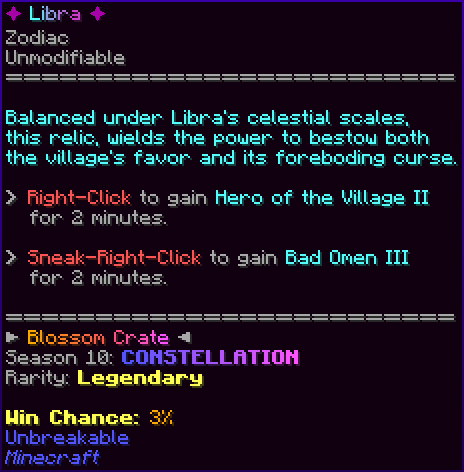 ✦ Libra ✦
Zodiac
Unmodifiable
==============================
Balanced under Libra's celestial scales,
this relic, wields the power to bestow both
the village's favor and its foreboding curse.
> Right-Click to gain Hero of the Village II
for 2 minutes.
> Sneak-Right-Click to gain Bad Omen III
for 2 minutes.
==============================
► Blossom Crate ◄
Season 10: CONSTELLATION
Rarity: Legendary
Win Chance: 3%
Unbreakable
Minecraft